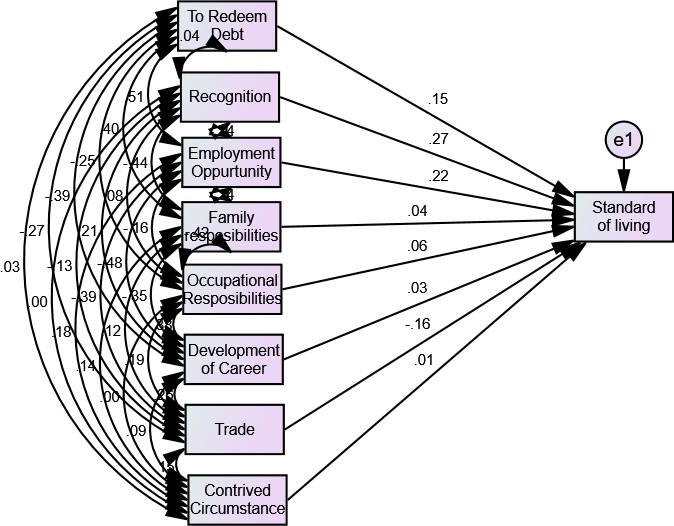 To Redeem
Debt
.04
Recognition
Employment
Oppurtunity
Family
resposibilities
.42
Occupational
Resposibilities
Development
of Career
Trade
Contrived
Circumstance
.51
.40
-.25
-.44
-.39
.08
-.27
.21
-.16
.03
-.13
-.48
.00
-.39
-.35
.18
.12
.14
.19
.00
.09
.15
.27
.22
.04
.06
.03
-.16
.01
e1
Standard
of living